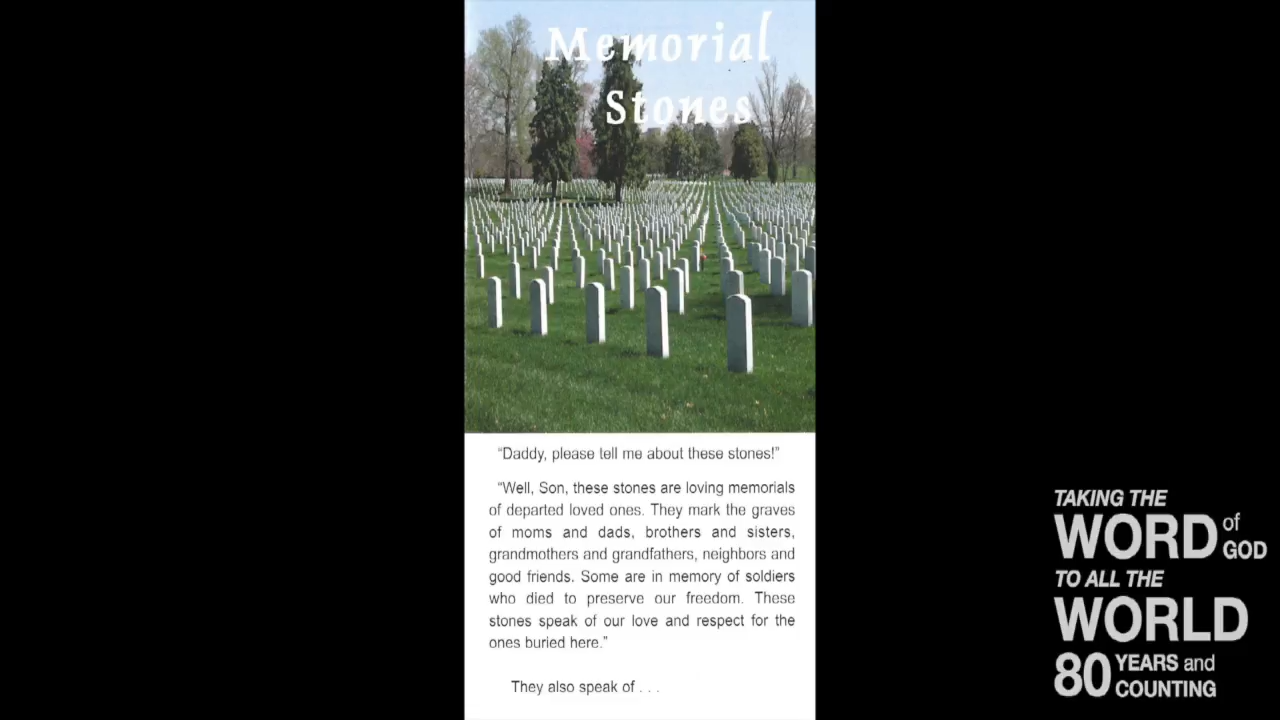 Memorial
Stones
“Daddy, please tell me about these stones!”
“Well, Son, these stones are loving memorials
of departed loved ones. They mark the graves
of moms and dads, brothers and sisters,
grandmothers and grandfathers, neighbors and
good friends. Some are in memory of soldiers
who died to preserve our freedom. These
stones speak of our love and respect for the
ones buried here.”
They also speak of . . .
TAKING THE
WORD of GOD
TO ALL THE
WORLD
80 YEARS and
COUNTING